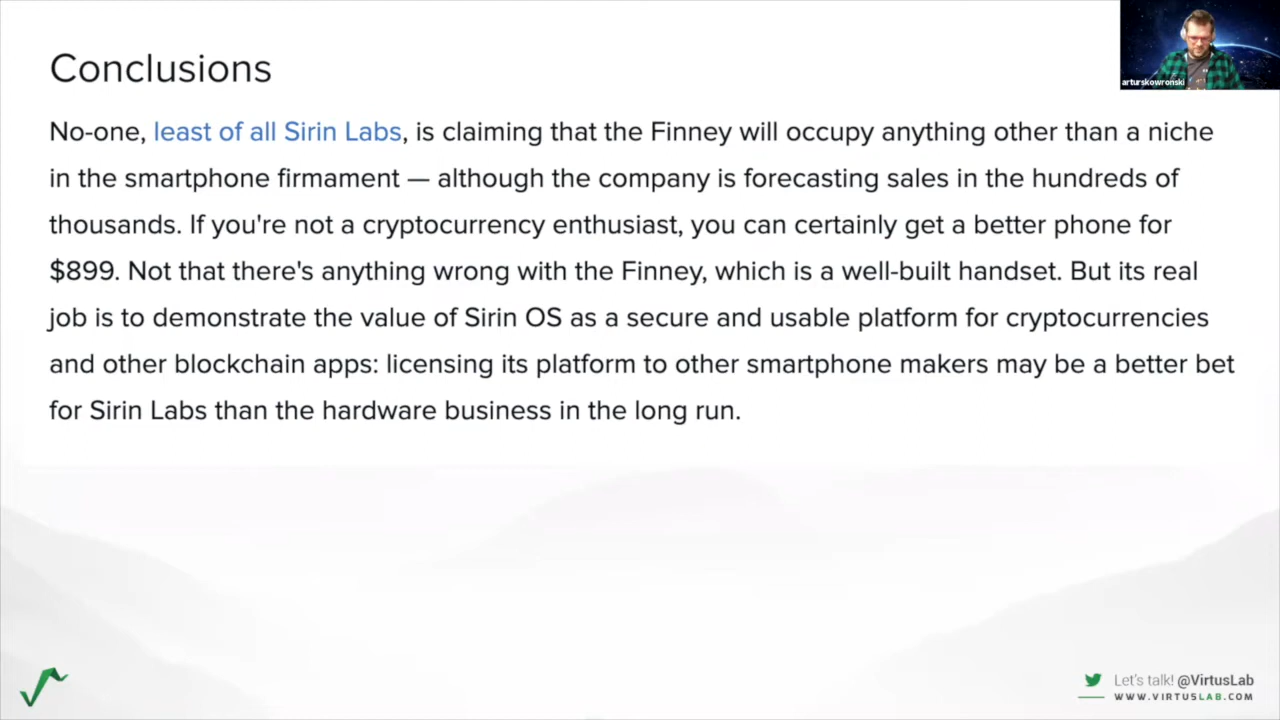 Conclusions
arturskowronski
No-one, least of all Sirin Labs, is claiming that the Finney will occupy anything other than a niche
in the smartphone firmament — although the company is forecasting sales in the hundreds of
thousands. If you're not a cryptocurrency enthusiast, you can certainly get a better phone for
$899. Not that there's anything wrong with the Finney, which is a well-built handset. But its real
job is to demonstrate the value of Sirin OS as a secure and usable platform for cryptocurrencies
and other blockchain apps: licensing its platform to other smartphone makers may be a better bet
for Sirin Labs than the hardware business in the long run.
Let's talk! @VirtusLab
WWW.VIRTUSLAB.COM